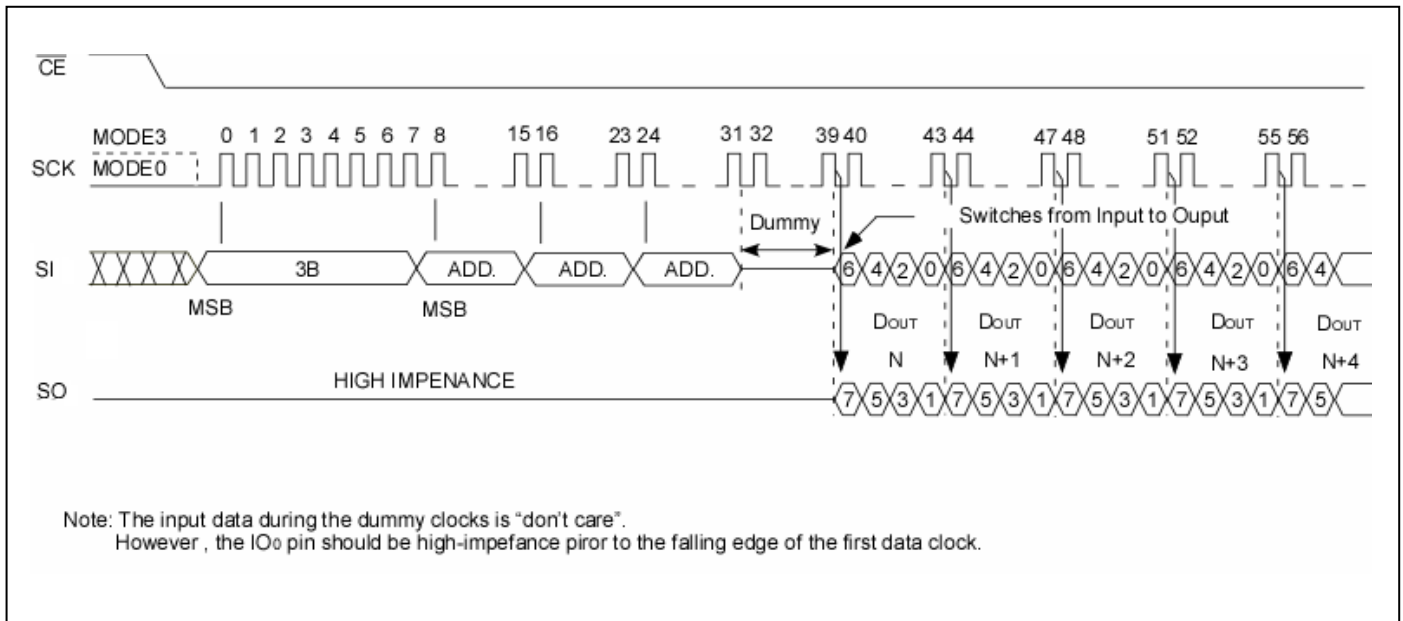 CE
MODE3 0 1 2 3 4 5 6 7 8 15 16 23 24 31 32 39 40 43 44 47 48 51 52 55 56
SCK MODE0
Dummy Switches from Input to Ouput
SI 3B ADD. ADD. ADD. 6 4 2 0 6 4 2 0 6 4 2 0 6 4 2 0 6 4
MSB MSB
DOUT DOUT DOUT DOUT DOUT
N N+1 N+2 N+3 N+4
HIGH IMPENANCE
SO 7 5 3 1 7 5 3 1 7 5 3 1 7 5 3 1 7 5
Note: The input data during the dummy clocks is “don’t care”.
However , the IO0 pin should be high-impefance piror to the falling edge of the first data clock.